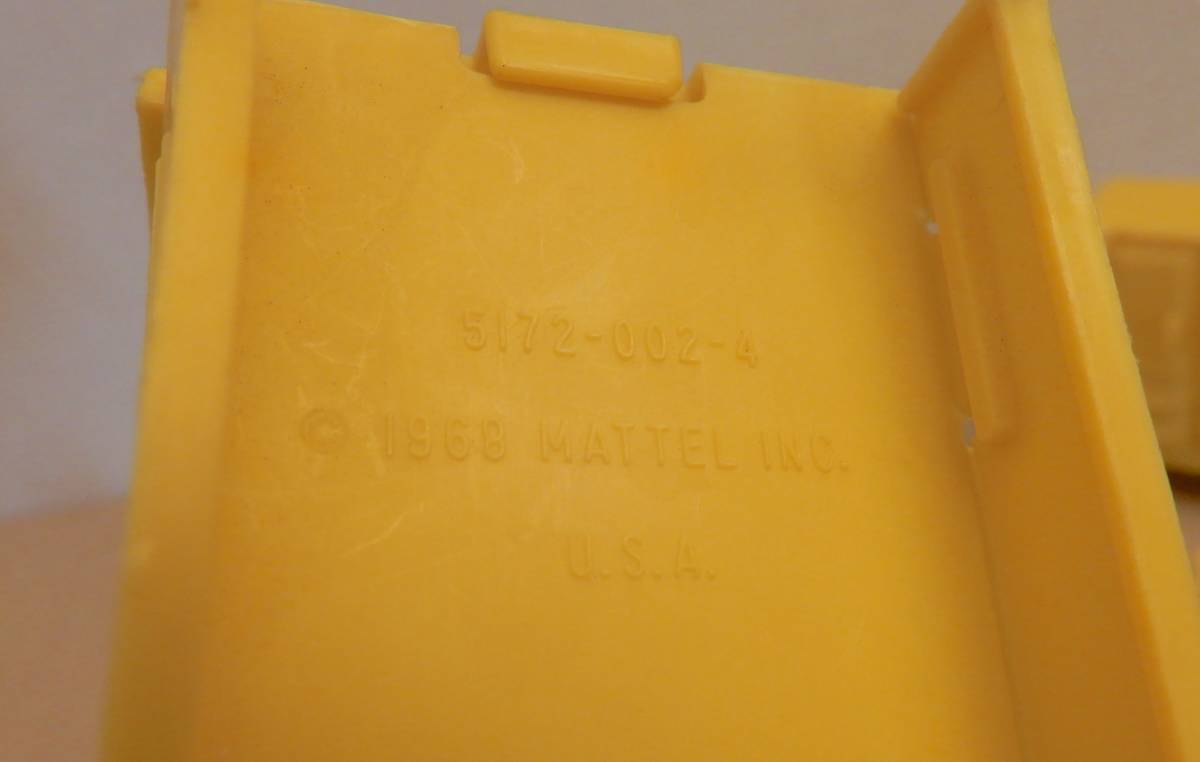 5172-002-4
© 1968 MATTEL INC.
U.S.A.